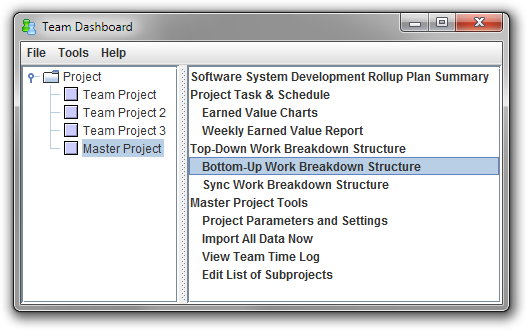 Team Dashboard
File Tools Help
Project
Team Project
Team Project 2
Team Project 3
Master Project
Software System Development Rollup Plan Summary
Project Task & Schedule
Earned Value Charts
Weekly Earned Value Report
Top-Down Work Breakdown Structure
Bottom-Up Work Breakdown Structure
Sync Work Breakdown Structure
Master Project Tools
Project Parameters and Settings
Import All Data Now
View Team Time Log
Edit List of Subprojects